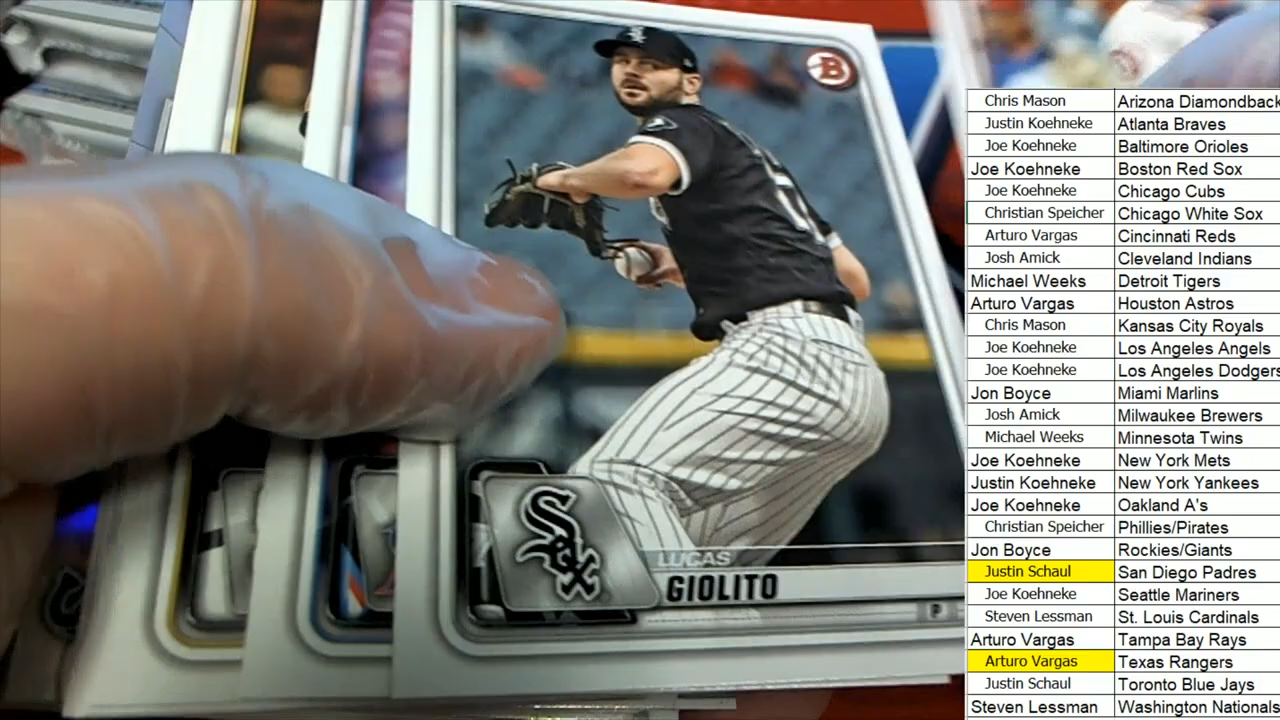 B
Sox
LUCAS
GIOLITO
P
Chris Mason Arizona Diamondback
Justin Koehneke Atlanta Braves
Joe Koehneke Baltimore Orioles
Joe Koehneke Boston Red Sox
Joe Koehneke Chicago Cubs
Christian Speicher Chicago White Sox
Arturo Vargas Cincinnati Reds
Josh Amick Cleveland Indians
Michael Weeks Detroit Tigers
Arturo Vargas Houston Astros
Chris Mason Kansas City Royals
Joe Koehneke Los Angeles Angels
Joe Koehneke Los Angeles Dodgers
Jon Boyce Miami Marlins
Josh Amick Milwaukee Brewers
Michael Weeks Minnesota Twins
Joe Koehneke New York Mets
Justin Koehneke New York Yankees
Joe Koehneke Oakland A's
Christian Speicher Phillies/Pirates
Jon Boyce Rockies/Giants
Justin Schaul San Diego Padres
Joe Koehneke Seattle Mariners
Steven Lessman St. Louis Cardinals
Arturo Vargas Tampa Bay Rays
Arturo Vargas Texas Rangers
Justin Schaul Toronto Blue Jays
Steven Lessman Washington Nationals